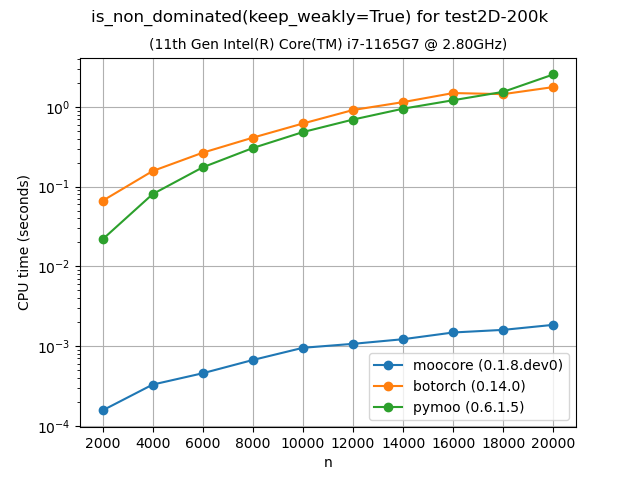 is_non_dominated(keep_weakly=True) for test2D-200k
(11th Gen Intel(R) Core(TM) i7-1165G7 @ 2.80GHz)
CPU time (seconds)
10⁰
10⁻¹
10⁻²
10⁻³
10⁻⁴
moocore (0.1.8.dev0)
botorch (0.14.0)
pymoo (0.6.1.5)
2000 4000 6000 8000 10000 12000 14000 16000 18000 20000
n